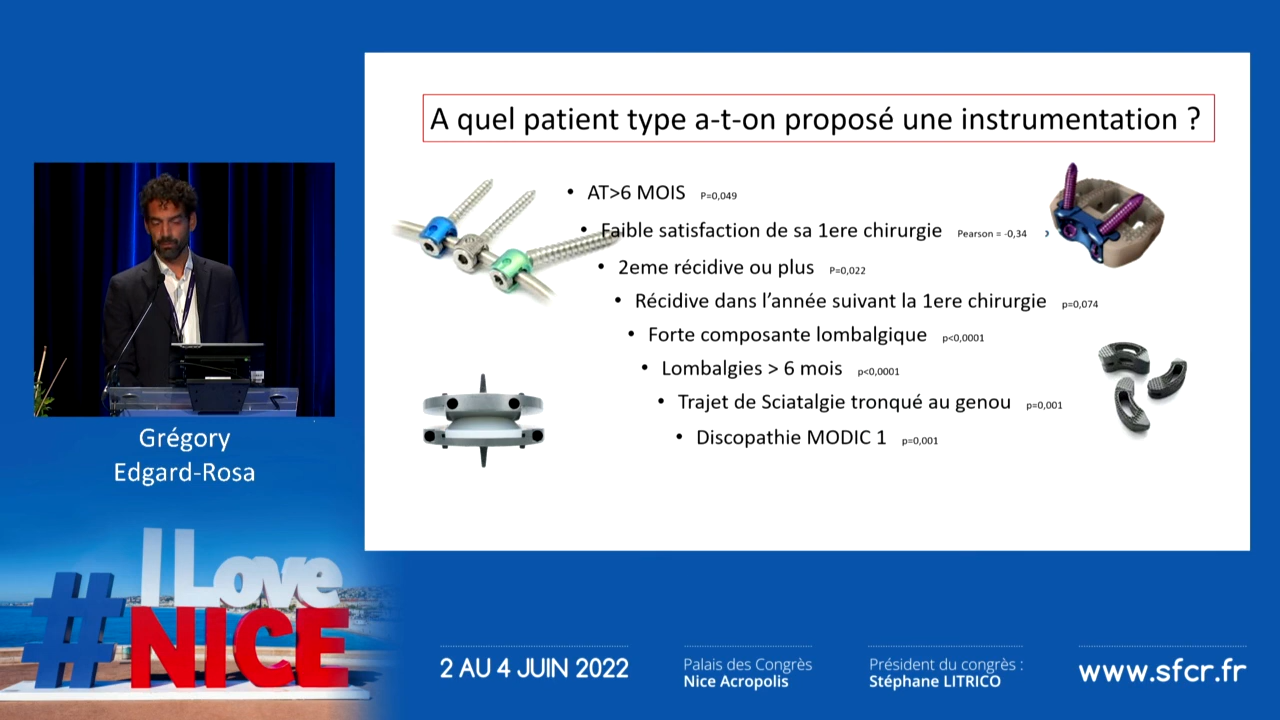 A quel patient type a-t-on proposé une instrumentation ?
• AT>6 MOIS P=0,049
• Faible satisfaction de sa 1ere chirurgie Pearson = -0,34
• 2eme récidive ou plus P=0,022
• Récidive dans l’année suivant la 1ere chirurgie p=0,074
• Forte composante lombalgique p<0,0001
• Lombalgies > 6 mois p<0,0001
• Trajet de Sciatalgie tronqué au genou p=0,001
• Discopathie MODIC 1 p=0,001
Grégory
Edgard-Rosa
# I Love
NICE
2 AU 4 JUIN 2022
Palais des Congrès
Nice Acropolis
Président du congrès :
Stéphane LITRICO
www.sfcr.fr